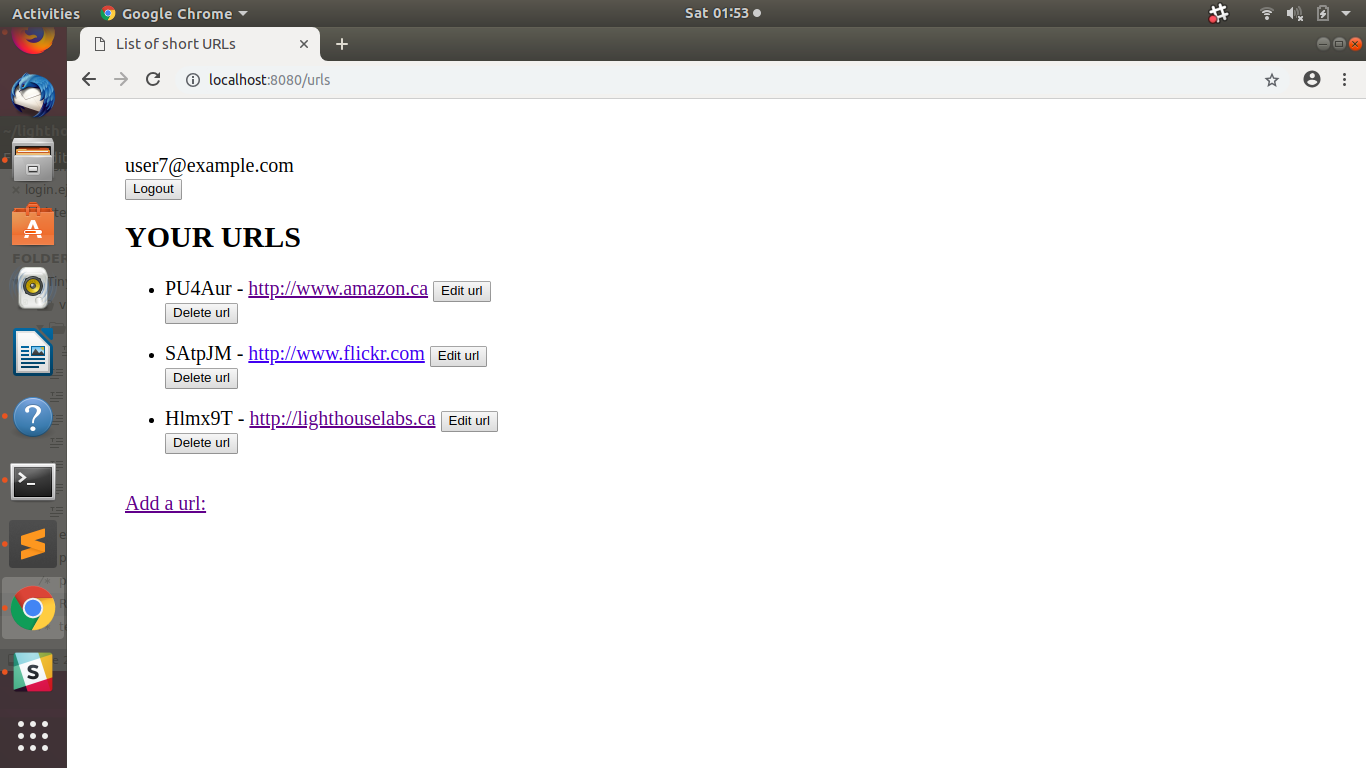 Activities Google Chrome Sat 01:53
List of short URLs
localhost:8080/urls
user7@example.com
Logout
YOUR URLS
PU4Aur - http://www.amazon.ca Edit url
Delete url
SAtpJM - http://www.flickr.com Edit url
Delete url
Hlmx9T - http://lighthouselabs.ca Edit url
Delete url
Add a url: